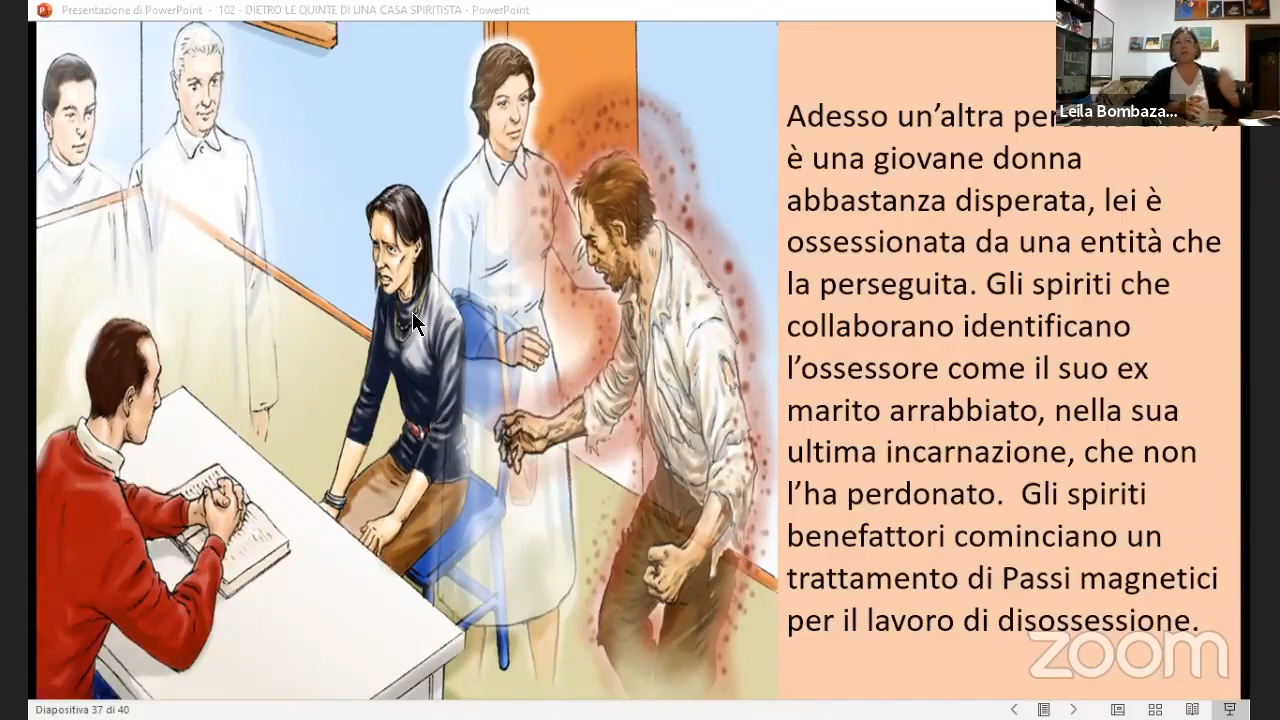 Presentazione di PowerPoint - 102 - DIETRO LE QUINTE DI UNA CASA SPIRITISTA - PowerPoint
Leila Bombaza...
Adesso un’altra
è una giovane donna
abbastanza disperata, lei è
ossessionata da una entità che
la perseguita. Gli spiriti che
collaborano identificano
l’ossessore come il suo ex
marito arrabbiato, nella sua
ultima incarnazione, che non
l’ha perdonato. Gli spiriti
benefattori cominciano un
trattamento di Passi magnetici
per il lavoro di disossessione.
zoom
Diapositiva 37 di 40